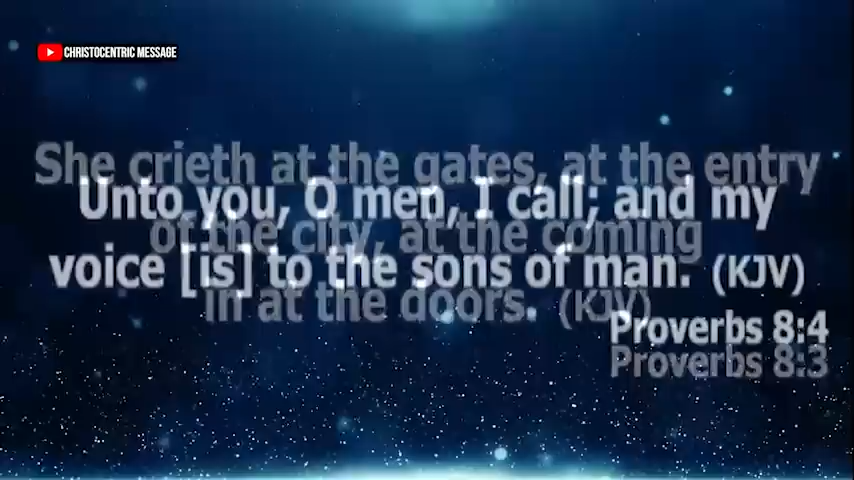 CHRISTOCENTRIC MESSAGE
She crieth at the gates, at the entry
of the city, at the coming
in at the doors. (KJV)
Proverbs 8:3
Unto you, O men, I call; and my
voice [is] to the sons of man. (KJV)
Proverbs 8:4